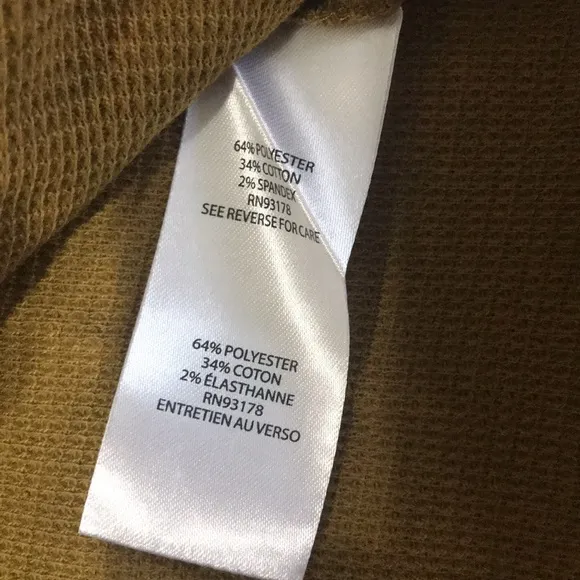 64% POLYESTER
34% COTTON
2% SPANDEX
RN93178
SEE REVERSE FOR CARE
64% POLYESTER
34% COTON
2% ÉLASTHANNE
RN93178
ENTRETIEN AU VERSO